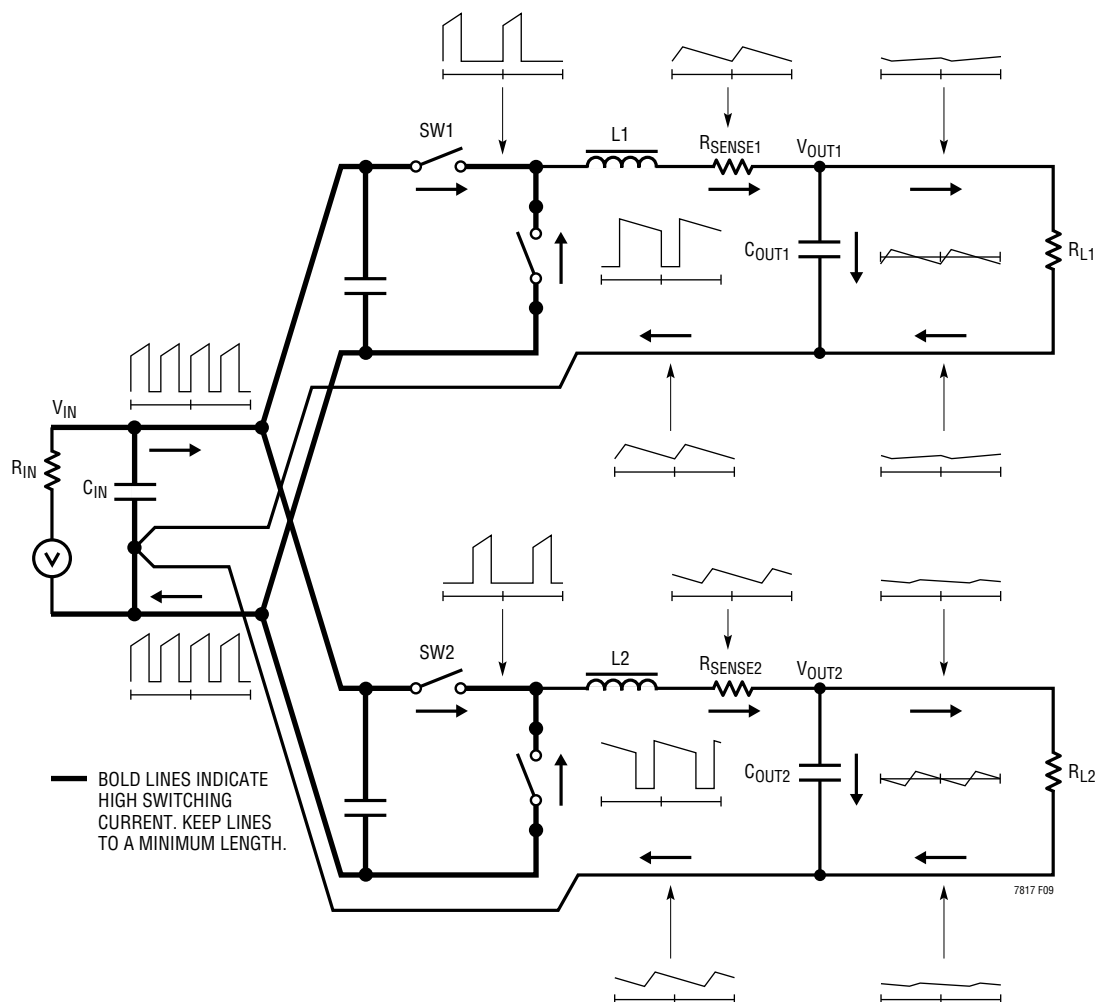 SW1
L1
RSENSE1
VOUT1
COUT1
RL1
VIN
RIN
CIN
V
SW2
L2
RSENSE2
VOUT2
COUT2
RL2
BOLD LINES INDICATE
HIGH SWITCHING
CURRENT. KEEP LINES
TO A MINIMUM LENGTH.
7817 F09